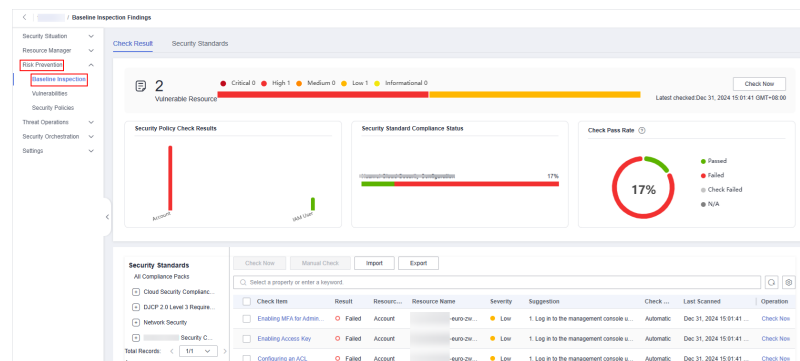 / Baseline Inspection Findings
Security Situation
Resource Manager
Risk Prevention
Baseline Inspection
Vulnerabilities
Security Policies
Threat Operations
Security Orchestration
Settings
Check Result Security Standards
2
Vulnerable Resource
Critical 0 High 1 Medium 0 Low 1 Informational 0
Check Now
Latest checked:Dec 31, 2024 15:01:41 GMT+08:00
Security Policy Check Results
Account
IAM User
Security Standard Compliance Status
17%
Check Pass Rate
17%
Passed
Failed
Check Failed
N/A
Security Standards
All Compliance Packs
Cloud Security Complianc...
DJCP 2.0 Level 3 Require...
Network Security
Security C...
Total Records: 1/1
Check Now Manual Check Import Export
Select a property or enter a keyword.
Check Item Result Resourc... Resource Name Severity Suggestion Check ... Last Scanned Operation
Enabling MFA for Admin... Failed Account -euro-zw... Low 1. Log in to the management console u... Automatic Dec 31, 2024 15:01:41 ... Check Now
Enabling Access Key Failed Account -euro-zw... Low 1. Log in to the management console u... Automatic Dec 31, 2024 15:01:41 ... Check Now
Configuring an ACL Failed Account -euro-zw... Low 1. Log in to the management console u... Automatic Dec 31, 2024 15:01:41 ... Check Now